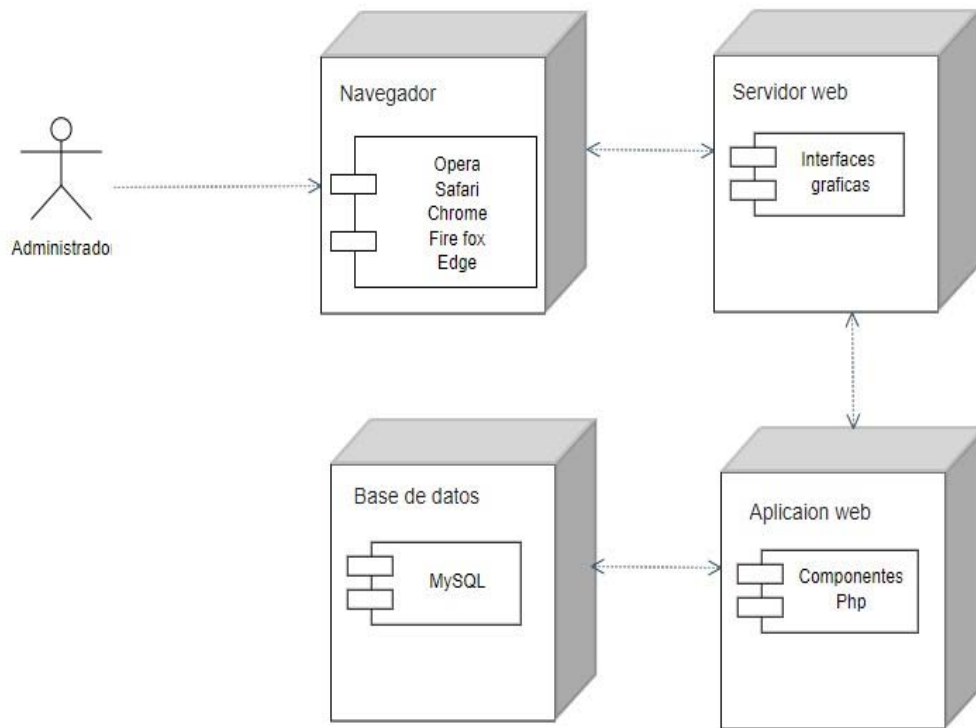 Navegador
Opera
Safari
Chrome
Fire fox
Edge
Servidor web
Interfaces
graficas
Administrador
Base de datos
MySQL
Aplicaion web
Componentes
Php